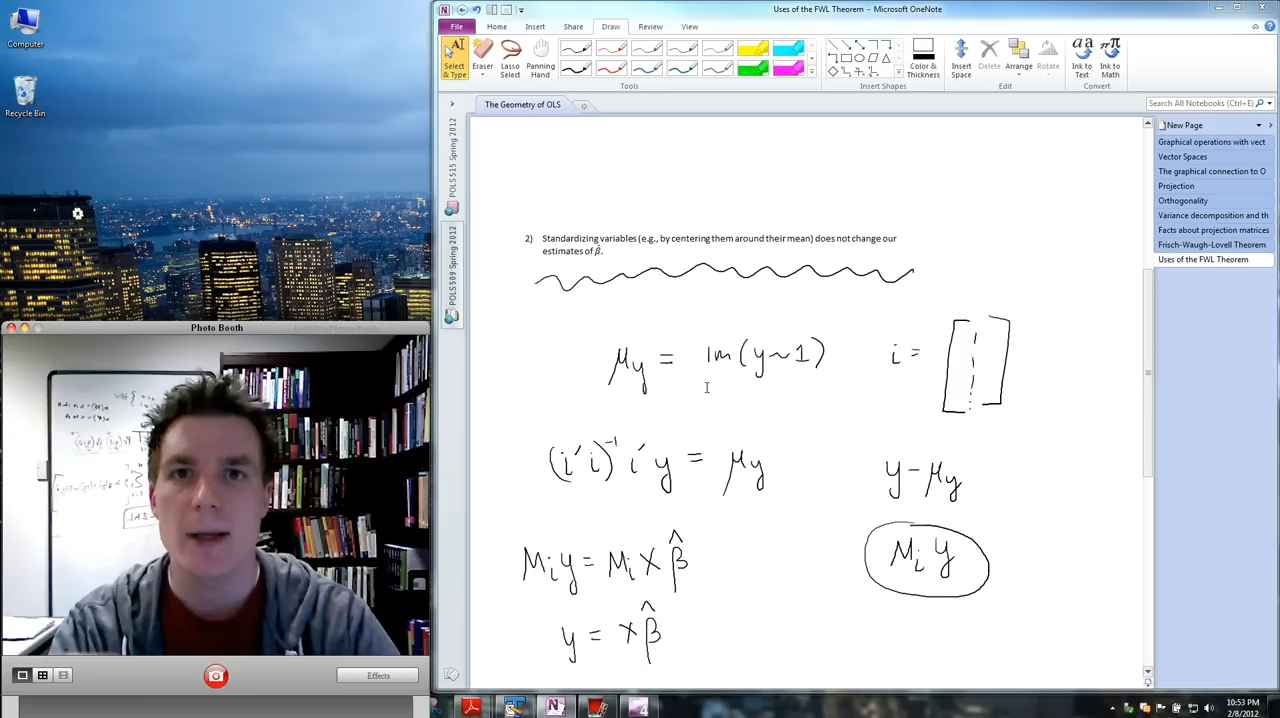 Computer
Recycle Bin
Uses of the FWL Theorem - Microsoft OneNote
File Home Insert Share Draw Review View
Select & Type
Eraser
Lasso Select
Panning Hand
Color & Thickness
Insert Space
Delete
Arrange
Rotate
Ink to Text
Ink to Math
Tools
Insert Shapes
Edit
Convert
The Geometry of OLS
Search All Notebooks (Ctrl+E)
POLS 515 Spring 2012
POLS 509 Spring 2012
New Page
Graphical operations with vect
Vector Spaces
The graphical connection to O
Projection
Orthogonality
Variance decomposition and th
Facts about projection matrices
Frisch-Waugh-Lovell Theorem
Uses of the FWL Theorem
2) Standardizing variables (e.g., by centering them around their mean) does not change our
estimates of β̂.
μy = lm(y~1)
i =
(i′i)⁻¹ i′y = μy
y - μy
Miy = MiXβ̂
MiY
y = xβ̂
Photo Booth
Effects
10:53 PM
2/8/2012